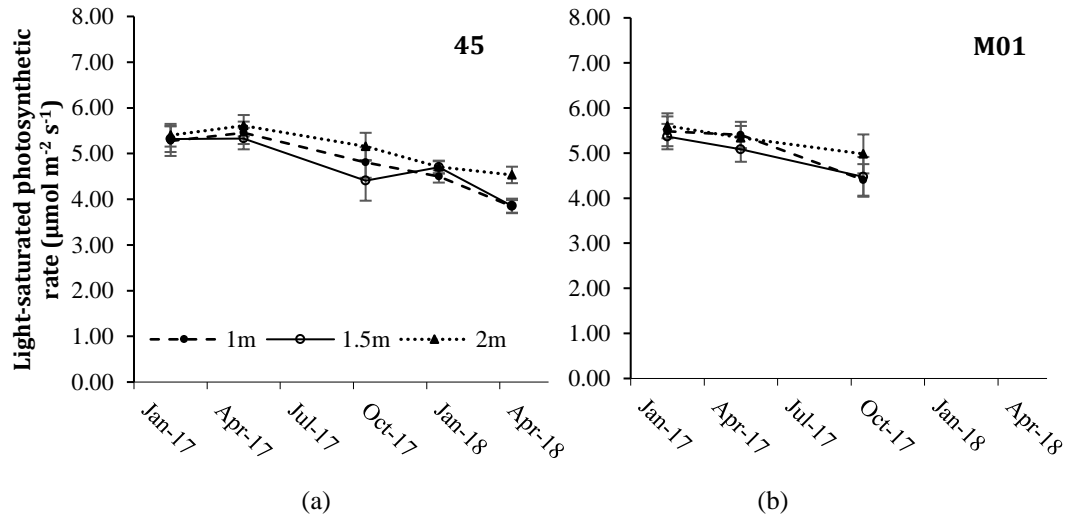 Light-saturated photosynthetic
rate (µmol m⁻² s⁻¹)
8.00
7.00
6.00
5.00
4.00
3.00
2.00
1.00
0.00
45
1m
1.5m
2m
Jan-17
Apr-17
Jul-17
Oct-17
Jan-18
Apr-18
(a)
8.00
7.00
6.00
5.00
4.00
3.00
2.00
1.00
0.00
M01
Jan-17
Apr-17
Jul-17
Oct-17
Jan-18
Apr-18
(b)